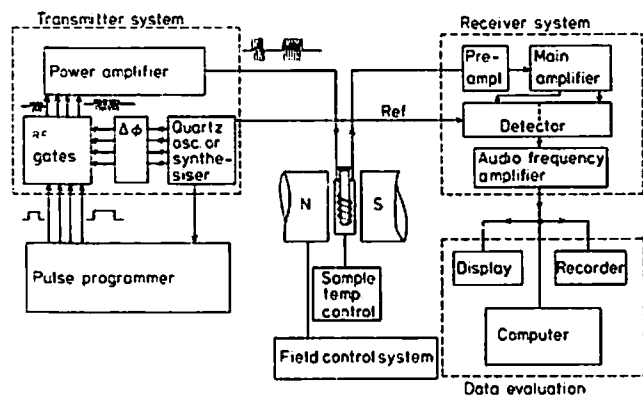 Transmitter system
Power amplifier
RF
gates
Δϕ
Quartz
osc. or
synthe-
siser
Pulse programmer
Ref
N
S
Sample
temp
control
Field control system
Receiver system
Pre-
ampl
Main
amplifier
Detector
Audio frequency
amplifier
Display
Recorder
Computer
Data evaluation